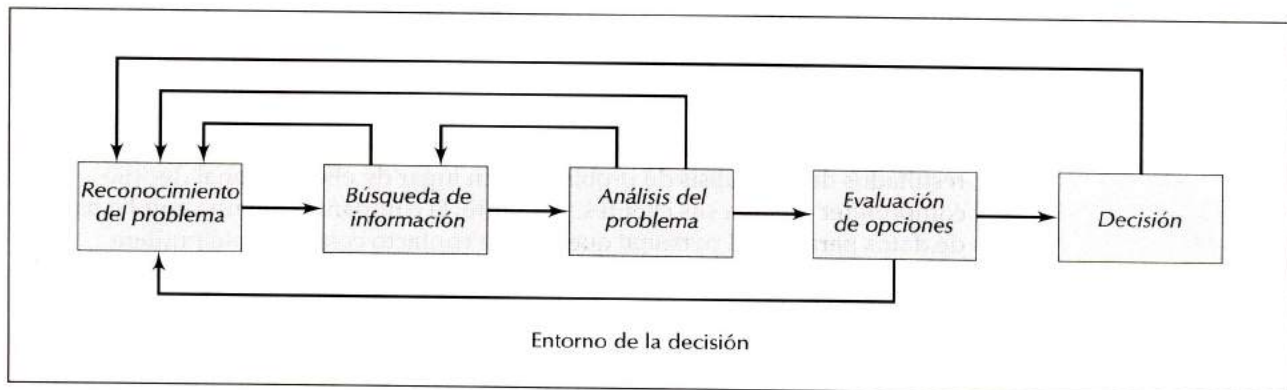 Reconocimiento
del problema
Búsqueda de
información
Análisis del
problema
Evaluación
de opciones
Decisión
Entorno de la decisión